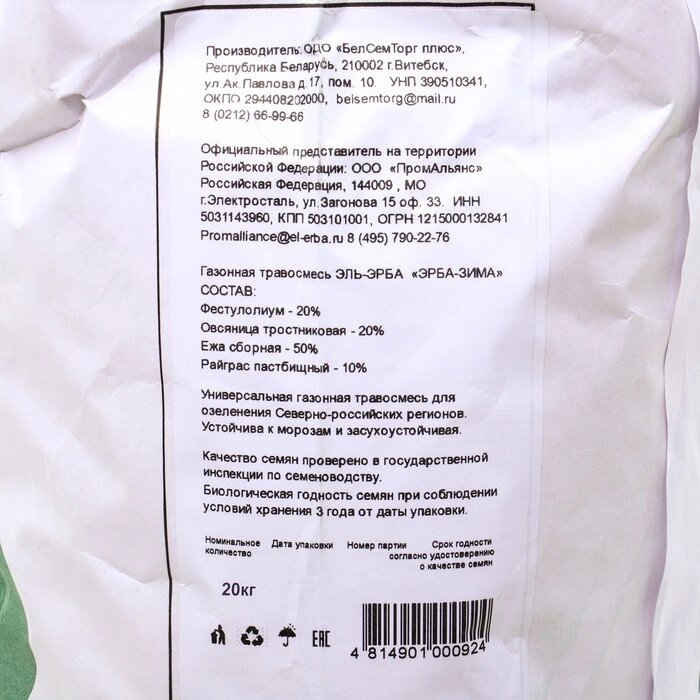 Производитель: ОДО «БелСемТорг плюс»,
Республика Беларусь, 210002 г.Витебск,
ул.Ак.Павлова д.17, пом. 10. УНП 390510341,
ОКПО 294408202000, belsemtorg@mail.ru
8 (0212) 66-99-66
Официальный представитель на территории
Российской Федерации: ООО «ПромАльянс»
Российская Федерация, 144009 , МО
г.Электросталь, ул.Загонова 15 оф. 33. ИНН
5031143960, КПП 503101001, ОГРН 1215000132841
Promalliance@el-erba.ru 8 (495) 790-22-76
Газонная травосмесь ЭЛЬ-ЭРБА «ЭРБА-ЗИМА»
СОСТАВ:
Фестулолиум - 20%
Овсяница тростниковая - 20%
Ежа сборная - 50%
Райграс пастбищный - 10%
Универсальная газонная травосмесь для
озеленения Северно-российских регионов.
Устойчива к морозам и засухоустойчивая.
Качество семян проверено в государственной
инспекции по семеноводству.
Биологическая годность семян при соблюдении
условий хранения 3 года от даты упаковки.
Номинальное количество
Дата упаковки
Номер партии
Срок годности
согласно удостоверению
о качестве семян
20кг
ЕАС
4 814901 000924